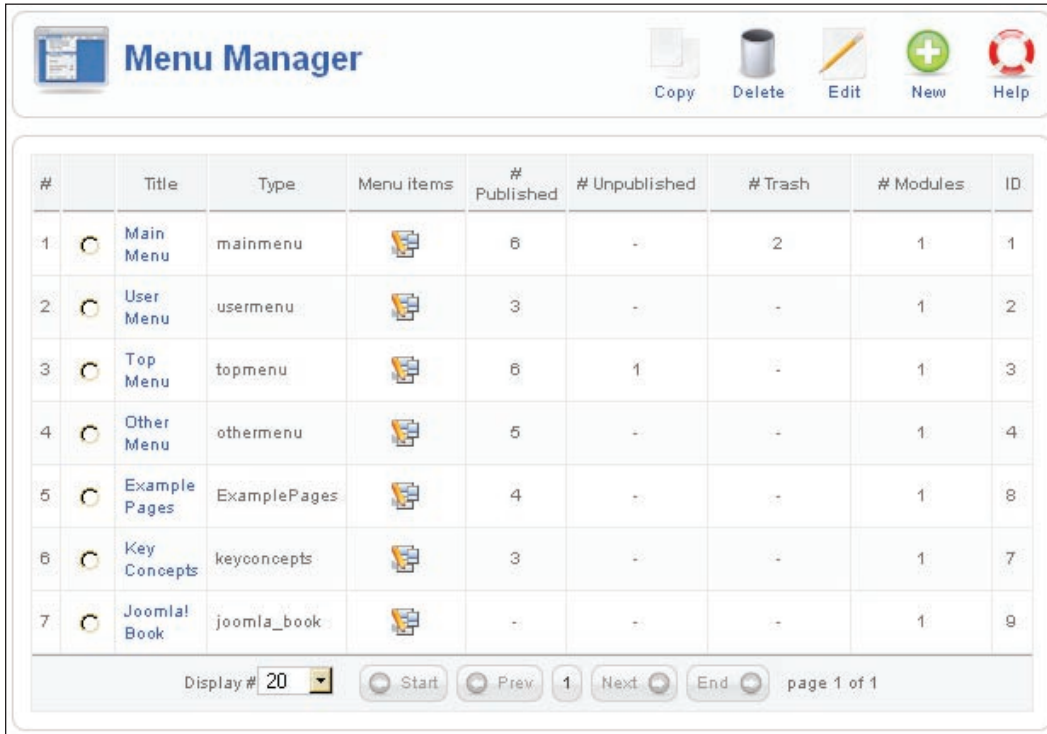 Menu Manager
Copy Delete Edit New Help
# Title Type Menu items # Published # Unpublished # Trash # Modules ID
1 Main Menu mainmenu 6 - 2 1 1
2 User Menu usermenu 3 - - 1 2
3 Top Menu topmenu 6 1 - 1 3
4 Other Menu othermenu 5 - - 1 4
5 Example Pages ExamplePages 4 - - 1 8
6 Key Concepts keyconcepts 3 - - 1 7
7 Joomla! Book joomla_book - - - 1 9
Display # 20 Start Prev 1 Next End page 1 of 1